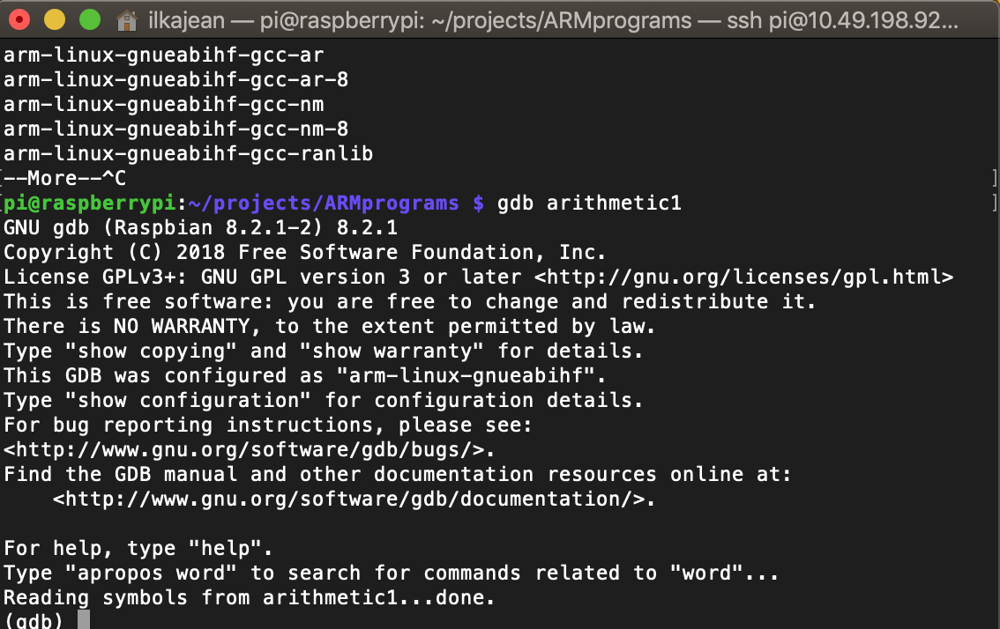 ilkajean — pi@raspberrypi: ~/projects/ARMprograms — ssh pi@10.49.198.92...
arm-linux-gnueabihf-gcc-ar
arm-linux-gnueabihf-gcc-ar-8
arm-linux-gnueabihf-gcc-nm
arm-linux-gnueabihf-gcc-nm-8
arm-linux-gnueabihf-gcc-ranlib
[--More--^C ]
[pi@raspberrypi:~/projects/ARMprograms $ gdb arithmetic1 ]
GNU gdb (Raspbian 8.2.1-2) 8.2.1
Copyright (C) 2018 Free Software Foundation, Inc.
License GPLv3+: GNU GPL version 3 or later <http://gnu.org/licenses/gpl.html>
This is free software: you are free to change and redistribute it.
There is NO WARRANTY, to the extent permitted by law.
Type "show copying" and "show warranty" for details.
This GDB was configured as "arm-linux-gnueabihf".
Type "show configuration" for configuration details.
For bug reporting instructions, please see:
<http://www.gnu.org/software/gdb/bugs/>.
Find the GDB manual and other documentation resources online at:
    <http://www.gnu.org/software/gdb/documentation/>.

For help, type "help".
Type "apropos word" to search for commands related to "word"...
Reading symbols from arithmetic1...done.
(gdb)